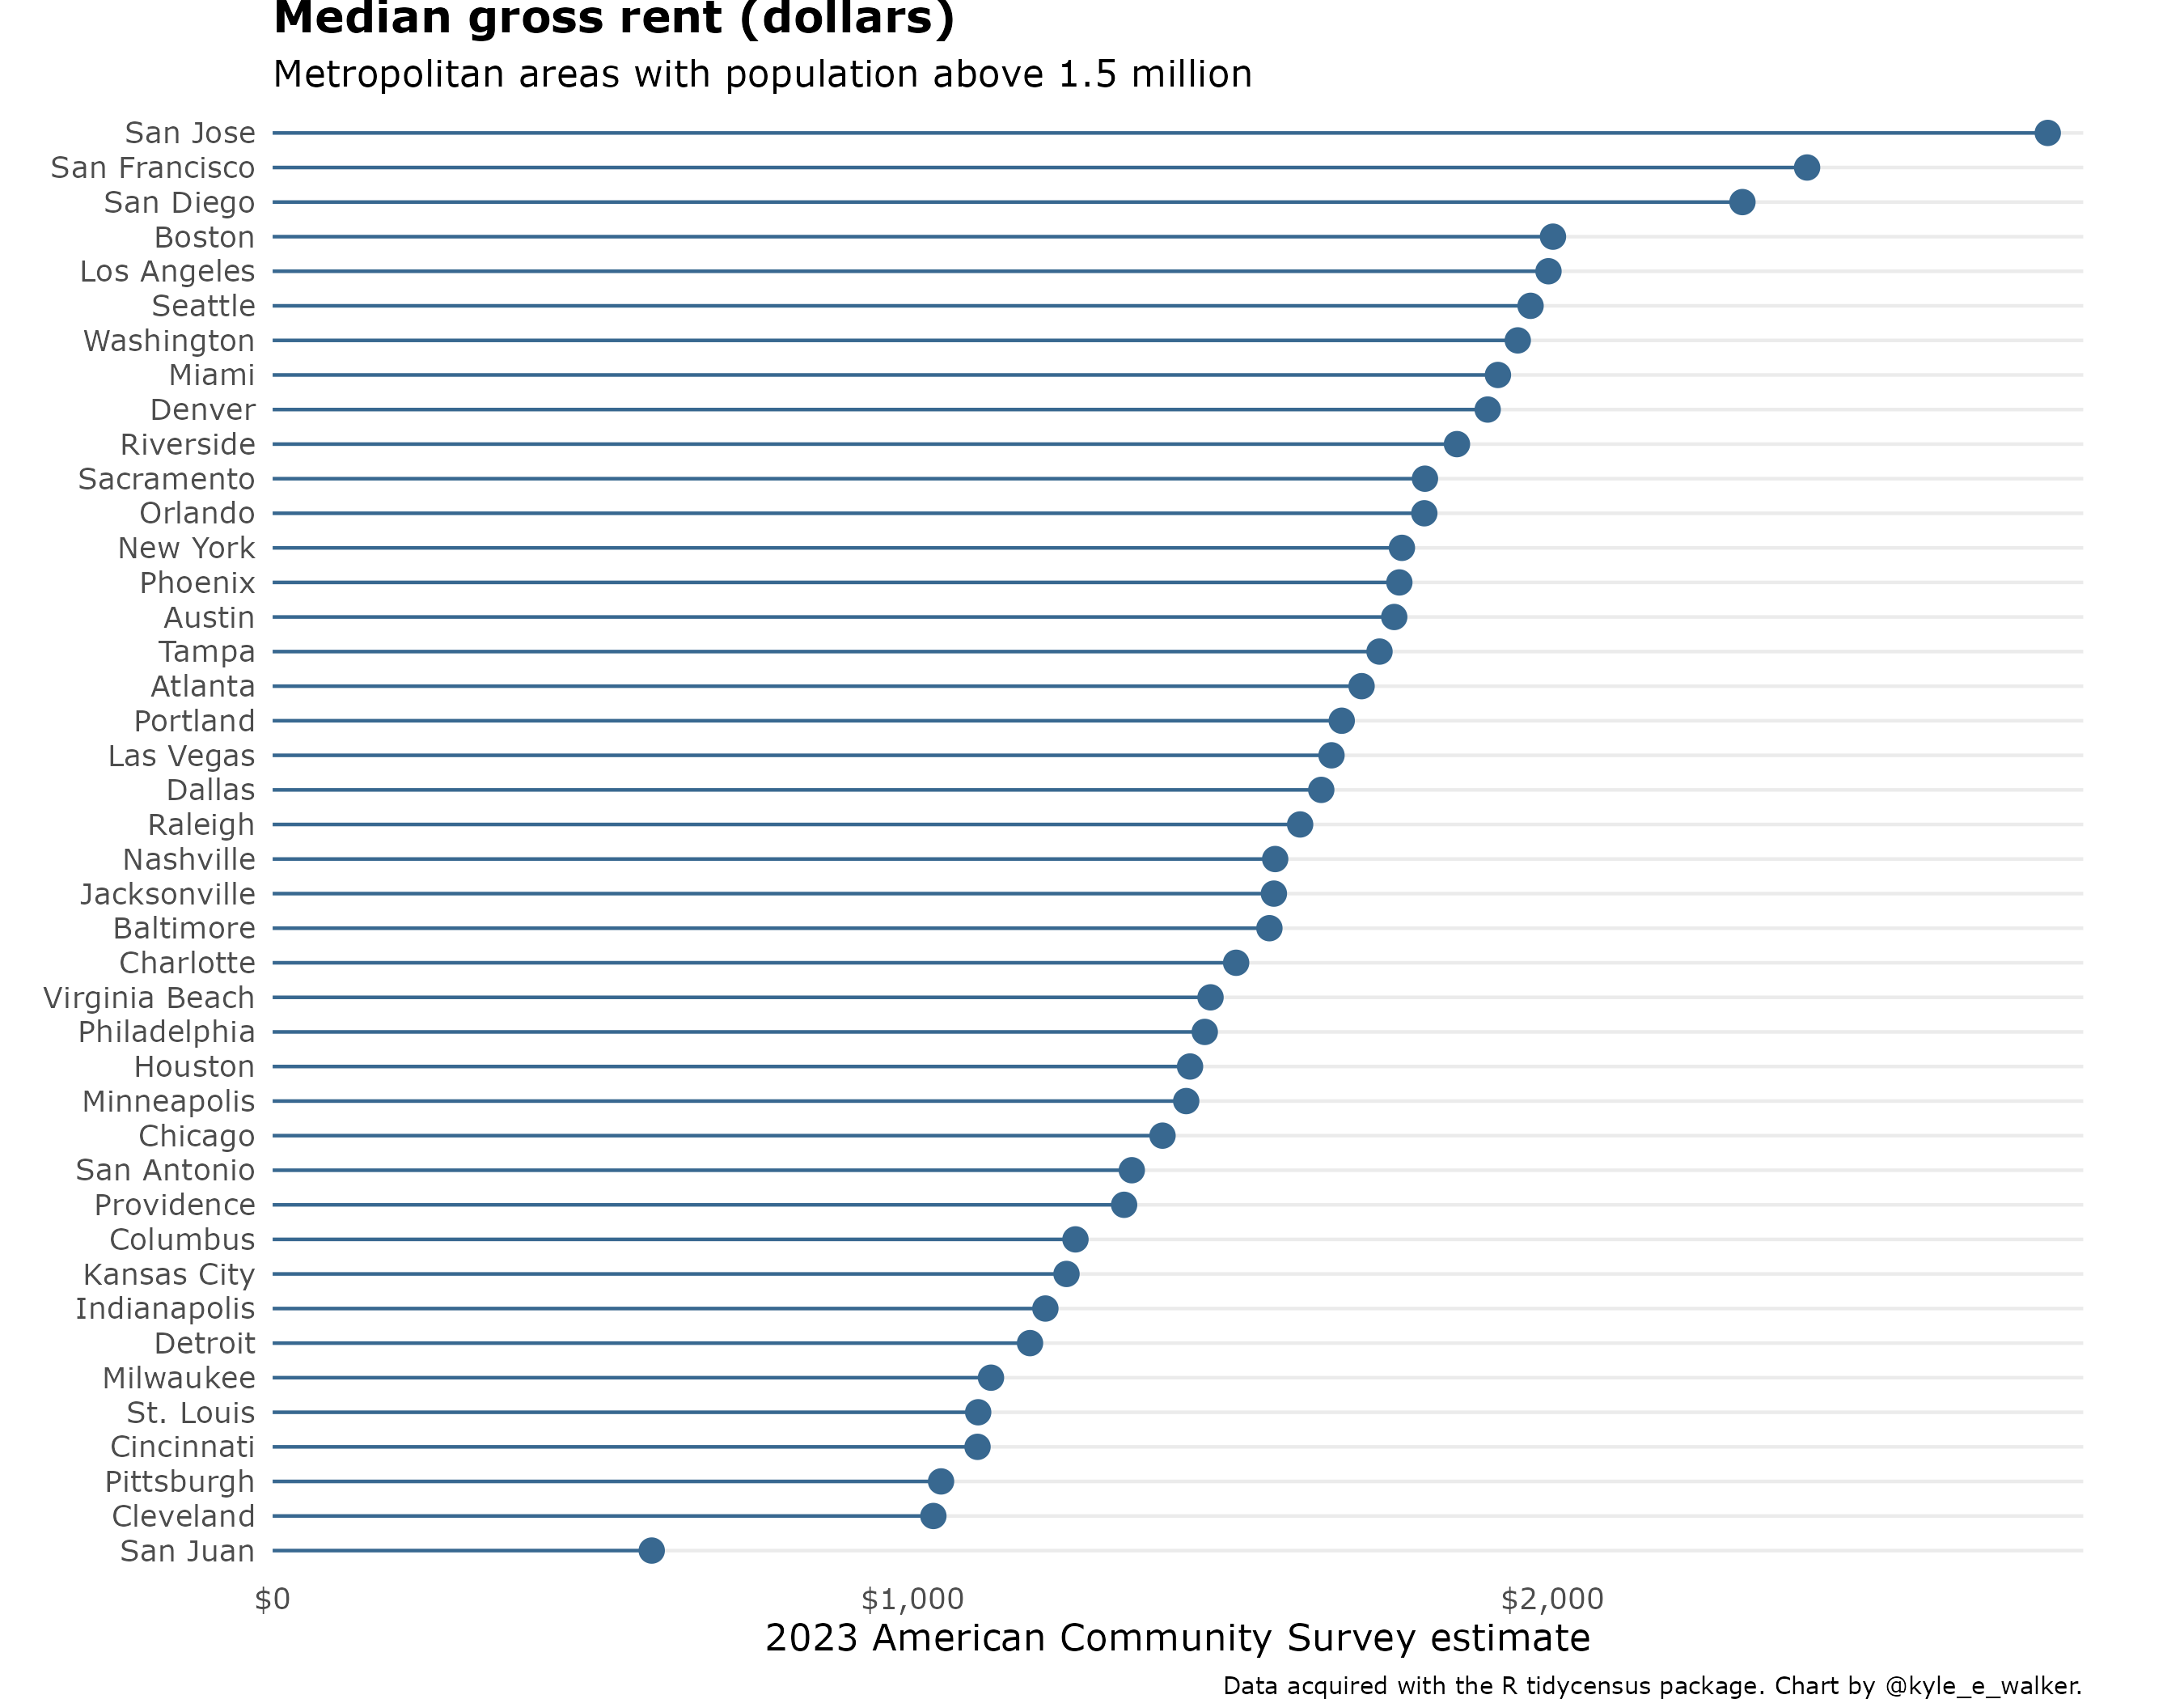 Median gross rent (dollars)
Metropolitan areas with population above 1.5 million
San Jose
San Francisco
San Diego
Boston
Los Angeles
Seattle
Washington
Miami
Denver
Riverside
Sacramento
Orlando
New York
Phoenix
Austin
Tampa
Atlanta
Portland
Las Vegas
Dallas
Raleigh
Nashville
Jacksonville
Baltimore
Charlotte
Virginia Beach
Philadelphia
Houston
Minneapolis
Chicago
San Antonio
Providence
Columbus
Kansas City
Indianapolis
Detroit
Milwaukee
St. Louis
Cincinnati
Pittsburgh
Cleveland
San Juan
$0 $1,000 $2,000
2023 American Community Survey estimate
Data acquired with the R tidycensus package. Chart by @kyle_e_walker.